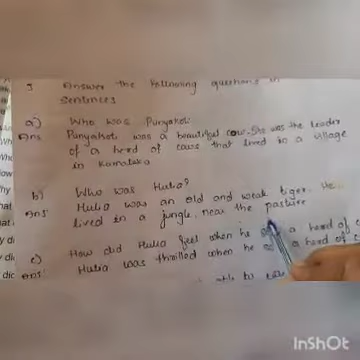 Answer the following questions in
sentences
a) Who was Punyakoti
Ans Punyakoti was a beautiful cow. She was the leader
of a herd of cows that lived in a village
in Karnataka
b) Who was Hulia?
Ans: Hulia was an old and weak tiger. He
lived in a jungle, near the pasture
c) How did Hulia feel when he a herd of
Ans: Hulia was thrilled when he a herd of
InShOt